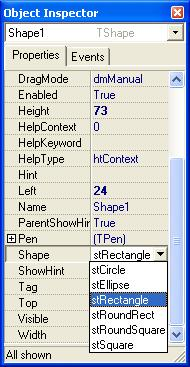 Object Inspector
Shape1 TShape
Properties Events
DragMode dmManual
Enabled True
Height 73
HelpContext 0
HelpKeyword
HelpType htContext
Hint
Left 24
Name Shape1
ParentShowHin True
Pen (TPen)
Shape stRectangle
ShowHint stCircle
Tag stEllipse
Top stRectangle
Visible stRoundRect
Width stRoundSquare
stSquare
All shown